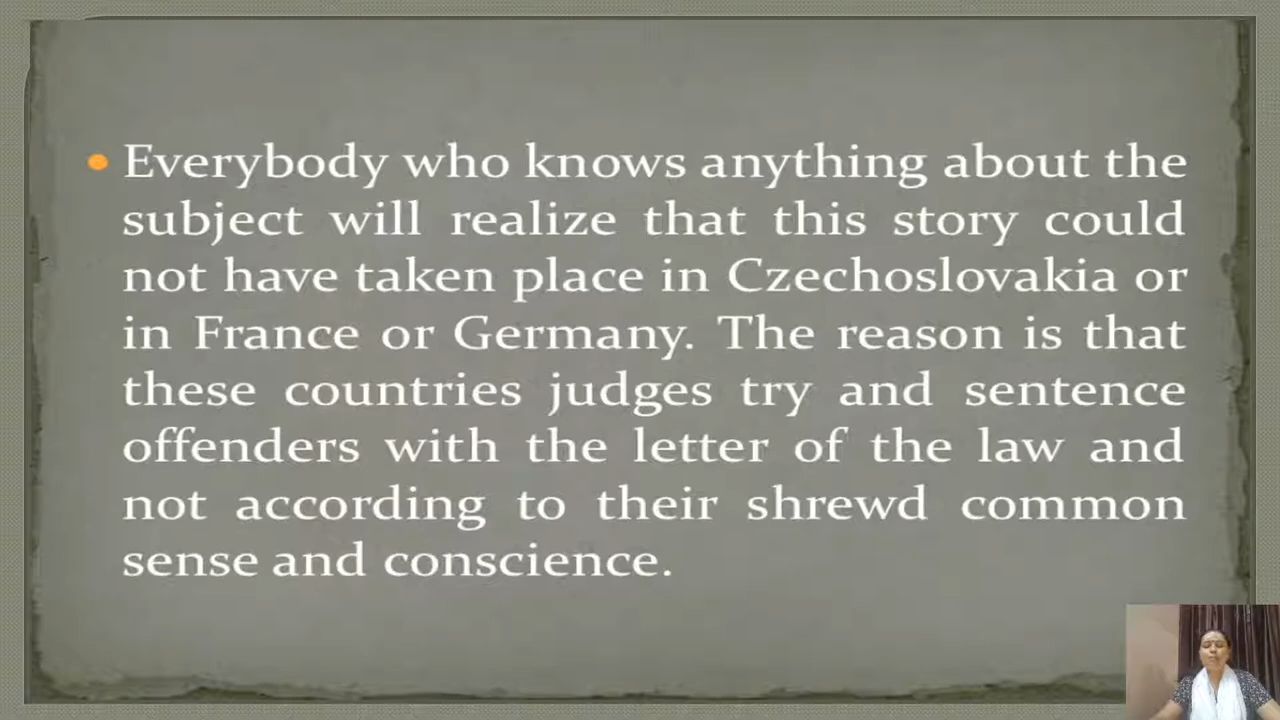 Everybody who knows anything about the
subject will realize that this story could
not have taken place in Czechoslovakia or
in France or Germany. The reason is that
these countries judges try and sentence
offenders with the letter of the law and
not according to their shrewd common
sense and conscience.